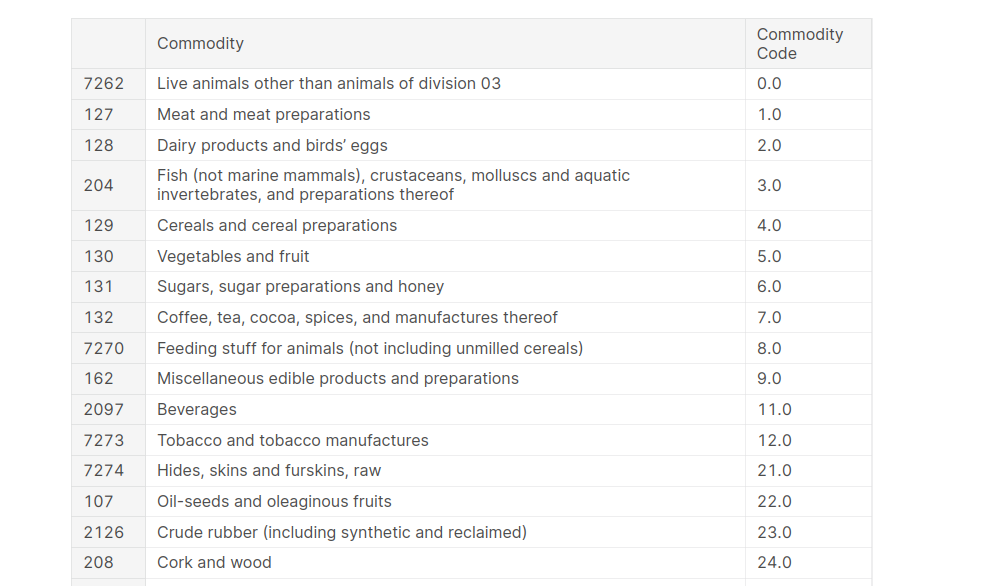 Commodity Commodity Code
7262 Live animals other than animals of division 03 0.0
127 Meat and meat preparations 1.0
128 Dairy products and birds’ eggs 2.0
204 Fish (not marine mammals), crustaceans, molluscs and aquatic
invertebrates, and preparations thereof 3.0
129 Cereals and cereal preparations 4.0
130 Vegetables and fruit 5.0
131 Sugars, sugar preparations and honey 6.0
132 Coffee, tea, cocoa, spices, and manufactures thereof 7.0
7270 Feeding stuff for animals (not including unmilled cereals) 8.0
162 Miscellaneous edible products and preparations 9.0
2097 Beverages 11.0
7273 Tobacco and tobacco manufactures 12.0
7274 Hides, skins and furskins, raw 21.0
107 Oil-seeds and oleaginous fruits 22.0
2126 Crude rubber (including synthetic and reclaimed) 23.0
208 Cork and wood 24.0